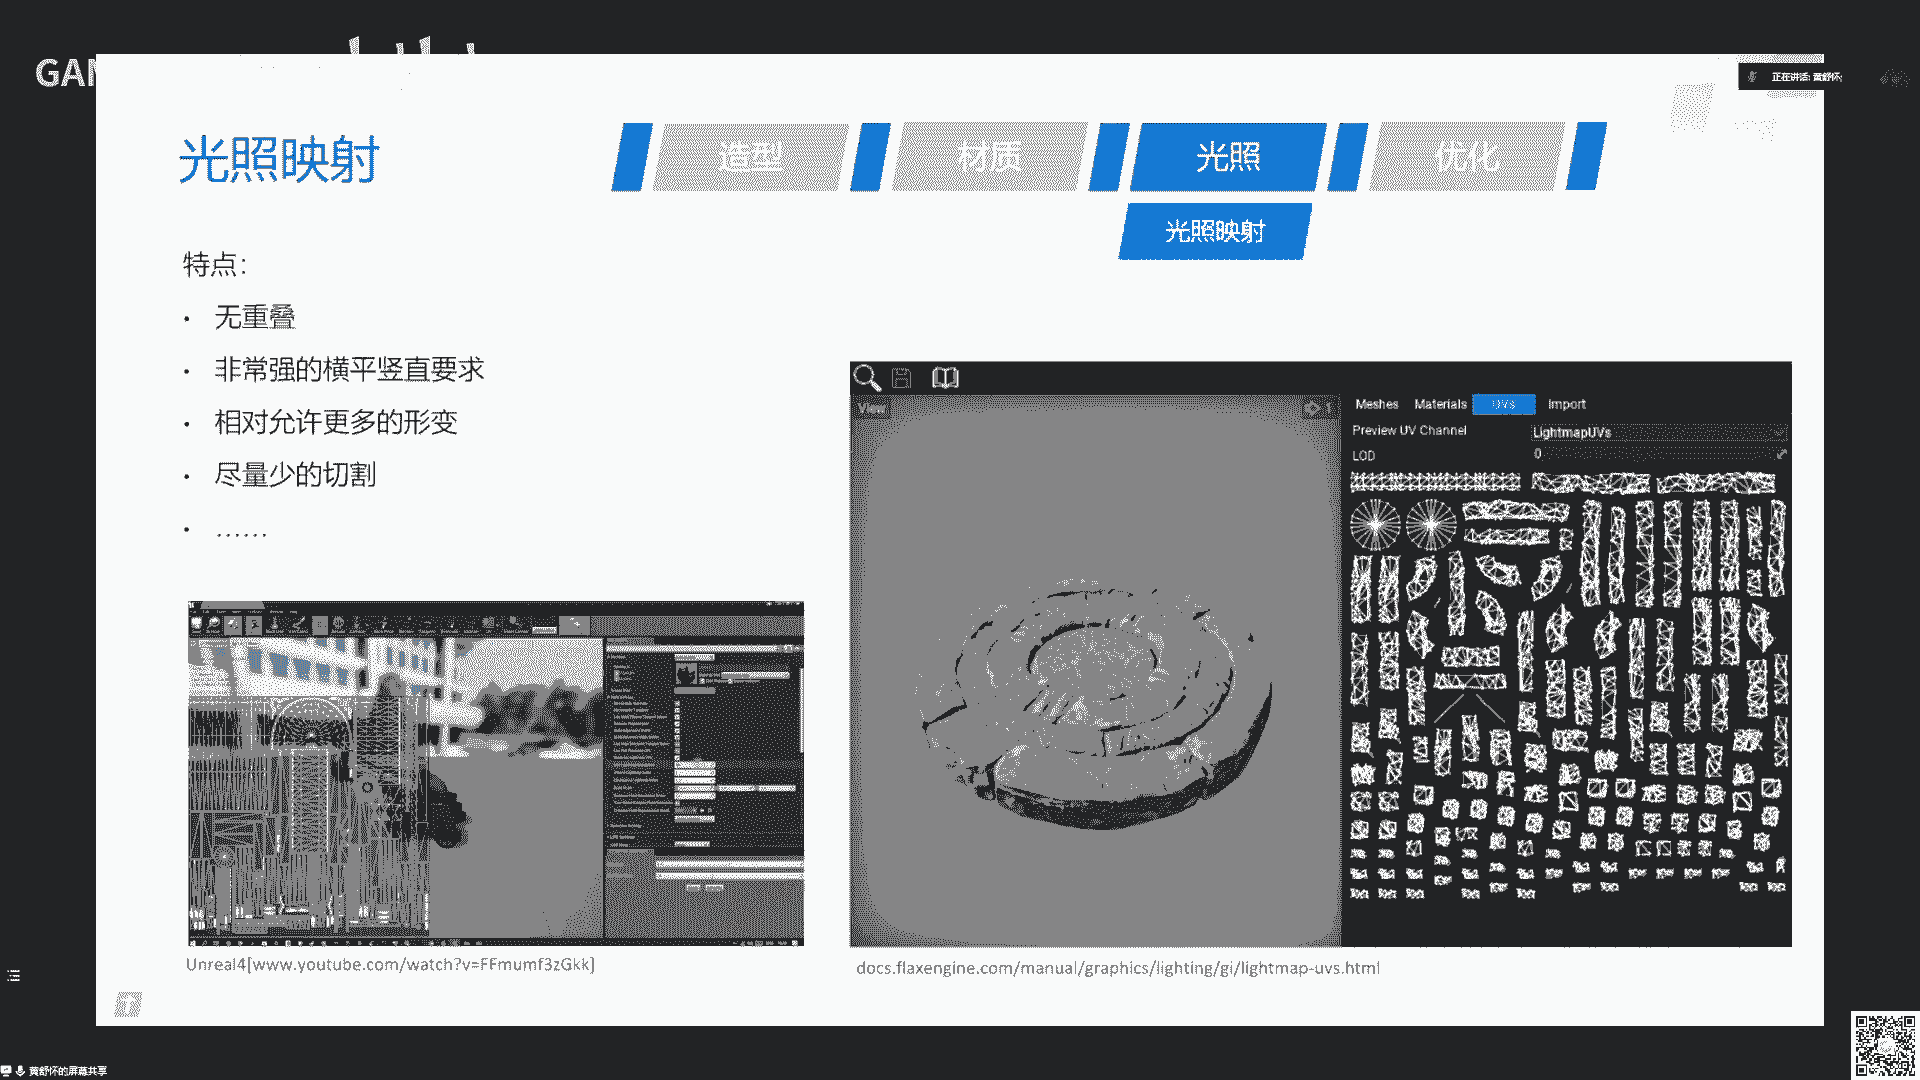 GAM
正在讲话: 黄舒怀;
光照映射
造型
材质
光照
优化
光照映射
特点：
• 无重叠
• 非常强的横平竖直要求
• 相对允许更多的形变
• 尽量少的切割
• ……
View
1
Meshes Materials UVs Import
Preview UV Channel LightmapUVs
LOD 0
Unreal4[www.youtube.com/watch?v=FFmumf3zGkk]
docs.flaxengine.com/manual/graphics/lighting/gi/lightmap-uvs.html
黄舒怀的屏幕共享